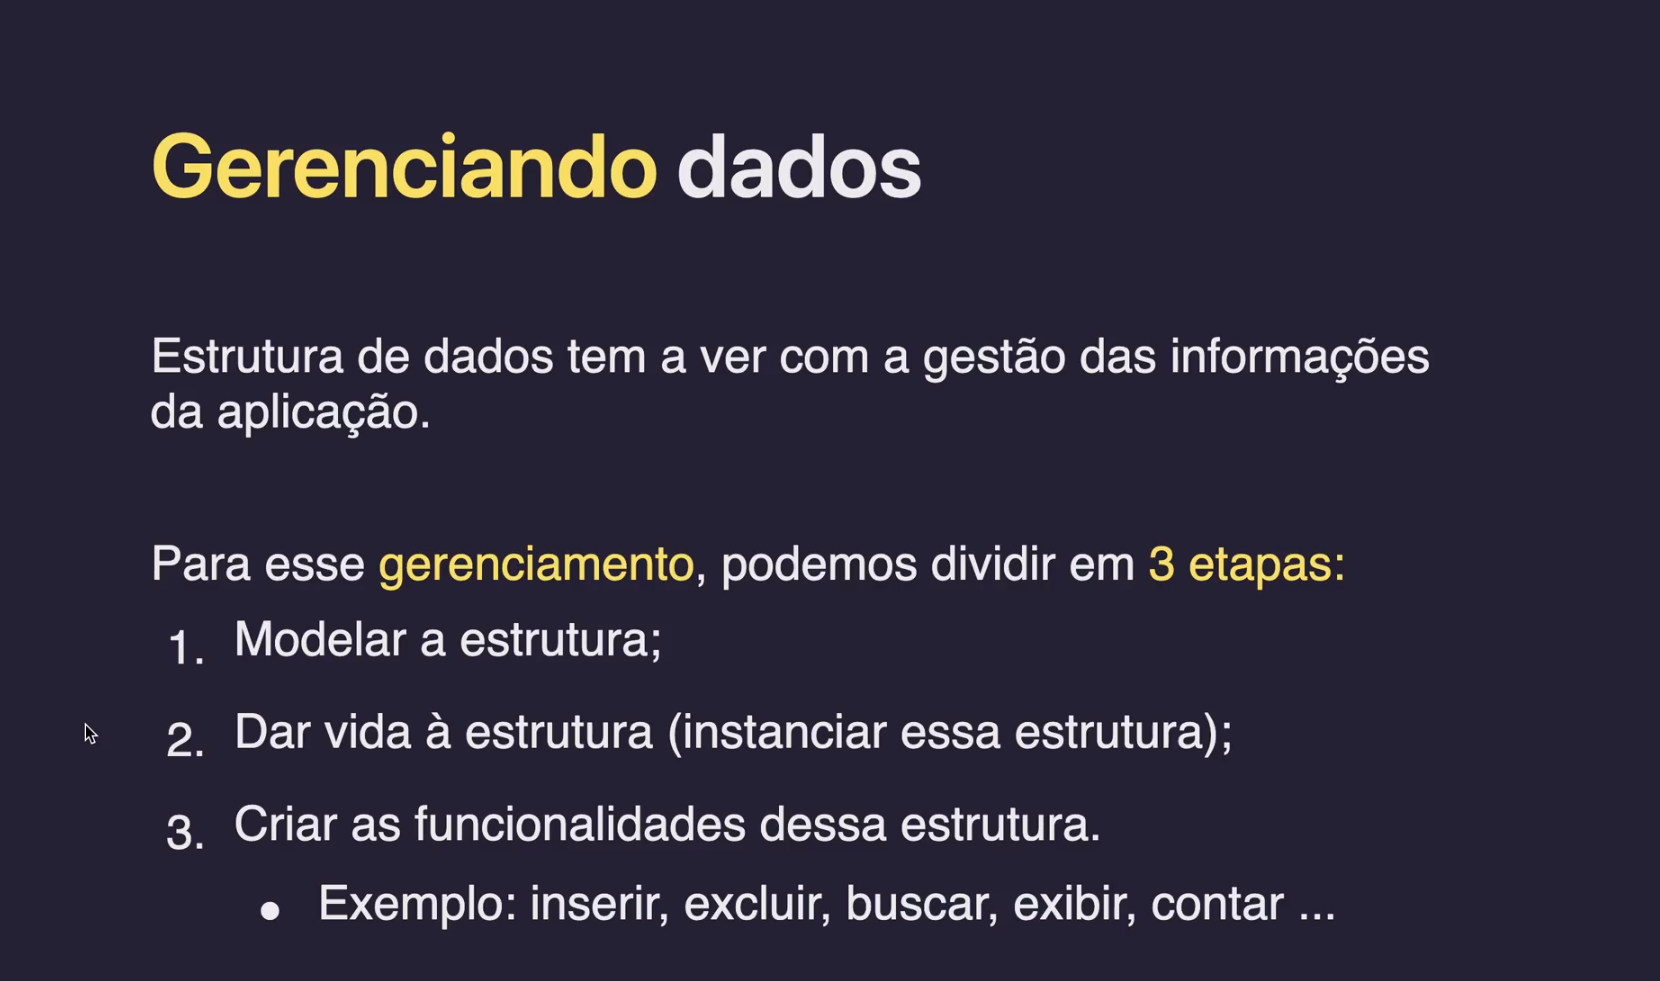 Gerenciando dados
Estrutura de dados tem a ver com a gestão das informações
da aplicação.
Para esse gerenciamento, podemos dividir em 3 etapas:
1. Modelar a estrutura;
2. Dar vida à estrutura (instanciar essa estrutura);
3. Criar as funcionalidades dessa estrutura.
• Exemplo: inserir, excluir, buscar, exibir, contar ...